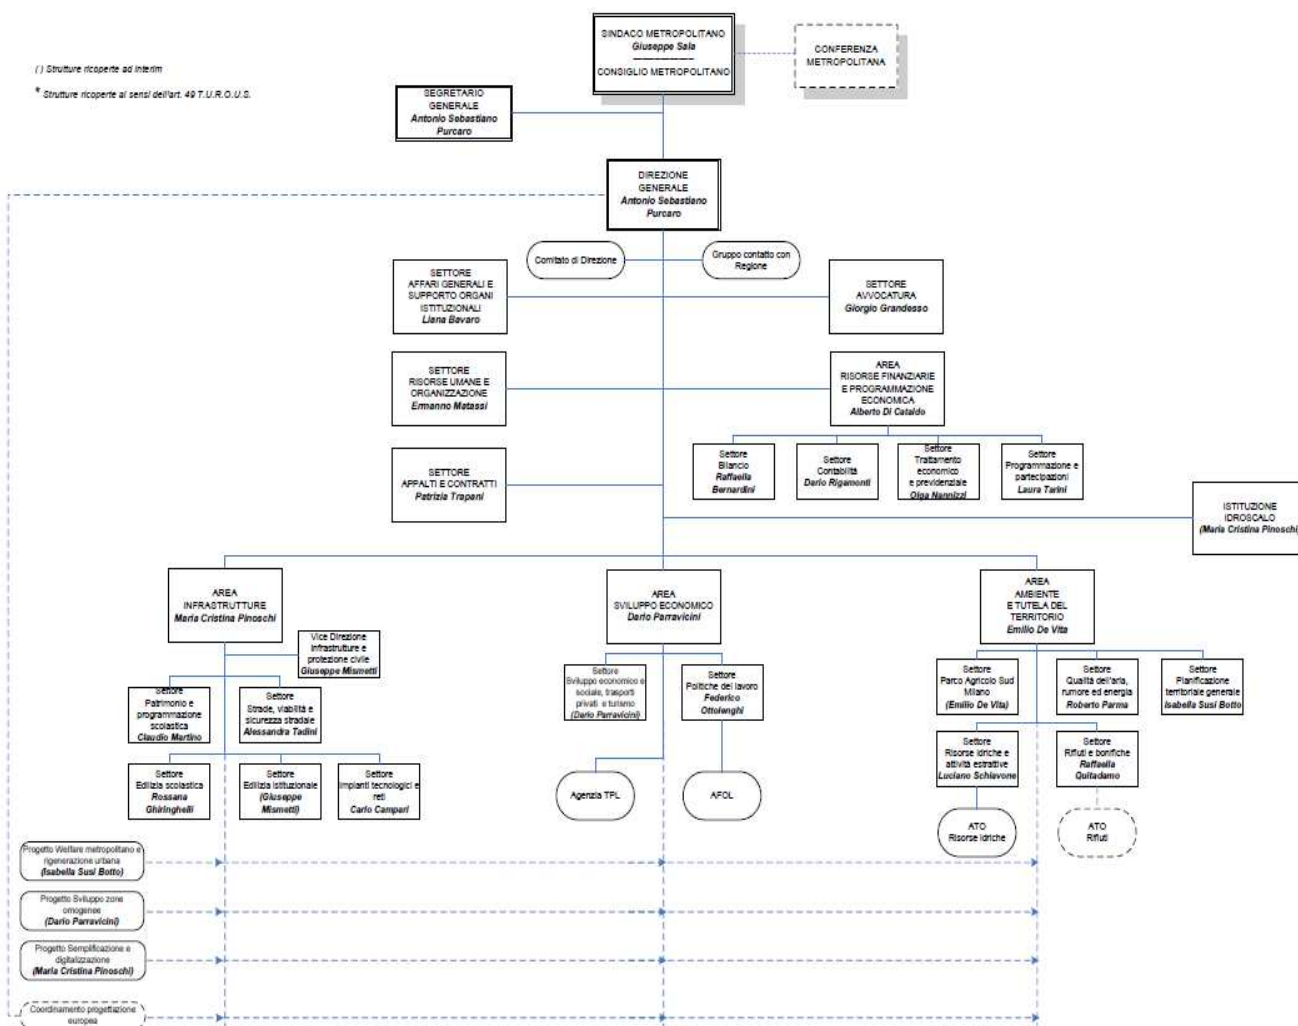 SINDACO METROPOLITANO
Giuseppe Sala
CONSIGLIO METROPOLITANO
CONFERENZA
METROPOLITANA
( ) Strutture ricoperte ad interim
* Strutture ricoperte ai sensi dell'art. 49 T.U.R.O.U.S.
SEGRETARIO
GENERALE
Antonio Sebastiano
Purcaro
DIREZIONE
GENERALE
Antonio Sebastiano
Purcaro
Comitato di Direzione
Gruppo contatto con
Regione
SETTORE
AFFARI GENERALI E
SUPPORTO ORGANI
ISTITUZIONALI
Liana Bavaro
SETTORE
AVVOCATURA
Giorgio Grandesso
SETTORE
RISORSE UMANE E
ORGANIZZAZIONE
Ermanno Matassi
AREA
RISORSE FINANZIARIE
E PROGRAMMAZIONE
ECONOMICA
Alberto Di Cataldo
SETTORE
APPALTI E CONTRATTI
Patrizia Trapani
Settore
Bilancio
Raffaella
Bernardini
Settore
Contabilità
Dario Rigamonti
Settore
Trattamento
economico
e previdenziale
Olga Nannizzi
Settore
Programmazione e
partecipazioni
Laura Tarini
ISTITUZIONE
IDROSCALO
(Maria Cristina Pinoschi)
AREA
INFRASTRUTTURE
Maria Cristina Pinoschi
AREA
SVILUPPO ECONOMICO
Dario Parravicini
AREA
AMBIENTE
E TUTELA DEL
TERRITORIO
Emilio De Vita
Vice Direzione
Infrastrutture e
protezione civile
Giuseppe Mismetti
Settore
Patrimonio e
programmazione
scolastica
Claudio Martino
Settore
Strade, viabilità e
sicurezza stradale
Alessandra Tadini
Settore
Sviluppo economico e
sociale, trasporti
privati e turismo
(Dario Parravicini)
Settore
Politiche del lavoro
Federico
Ottolenghi
Settore
Parco Agricolo Sud
Milano
(Emilio De Vita)
Settore
Qualità dell'aria,
rumore ed energia
Roberto Parma
Settore
Pianificazione
territoriale generale
Isabella Susi Botto
Settore
Edilizia scolastica
Rossana
Ghiringhelli
Settore
Edilizia istituzionale
(Giuseppe
Mismetti)
Settore
Impianti tecnologici e
reti
Carlo Campari
Settore
Risorse idriche e
attività estrattive
Luciano Schiavone
Settore
Rifiuti e bonifiche
Raffaella
Quitadamo
Agenzia TPL
AFOL
ATO
Risorse idriche
ATO
Rifiuti
Progetto Welfare metropolitano e
rigenerazione urbana
(Isabella Susi Botto)
Progetto Sviluppo zone
omogenee
(Dario Parravicini)
Progetto Semplificazione e
digitalizzazione
(Maria Cristina Pinoschi)
Coordinamento progettazione
europea